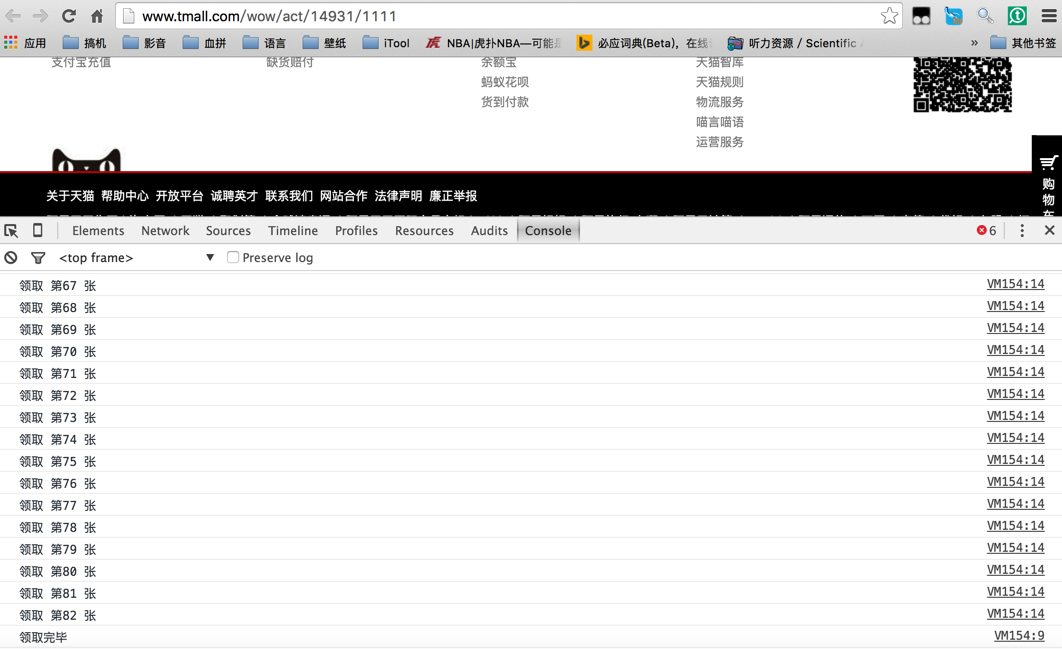 www.tmall.com/wow/act/14931/1111
应用 搞机 影音 血拼 语言 壁纸 iTool NBA|虎扑NBA—可能是 必应词典(Beta)，在线 听力资源 / Scientific » 其他书签
支付宝充值 缺货赔付 余额宝 天猫智库
蚂蚁花呗 天猫规则
货到付款 物流服务
喵言喵语
运营服务
购物车
关于天猫 帮助中心 开放平台 诚聘英才 联系我们 网站合作 法律声明 廉正举报
Elements Network Sources Timeline Profiles Resources Audits Console 6
<top frame> ▼ Preserve log
领取 第67 张 VM154:14
领取 第68 张 VM154:14
领取 第69 张 VM154:14
领取 第70 张 VM154:14
领取 第71 张 VM154:14
领取 第72 张 VM154:14
领取 第73 张 VM154:14
领取 第74 张 VM154:14
领取 第75 张 VM154:14
领取 第76 张 VM154:14
领取 第77 张 VM154:14
领取 第78 张 VM154:14
领取 第79 张 VM154:14
领取 第80 张 VM154:14
领取 第81 张 VM154:14
领取 第82 张 VM154:14
领取完毕 VM154:9